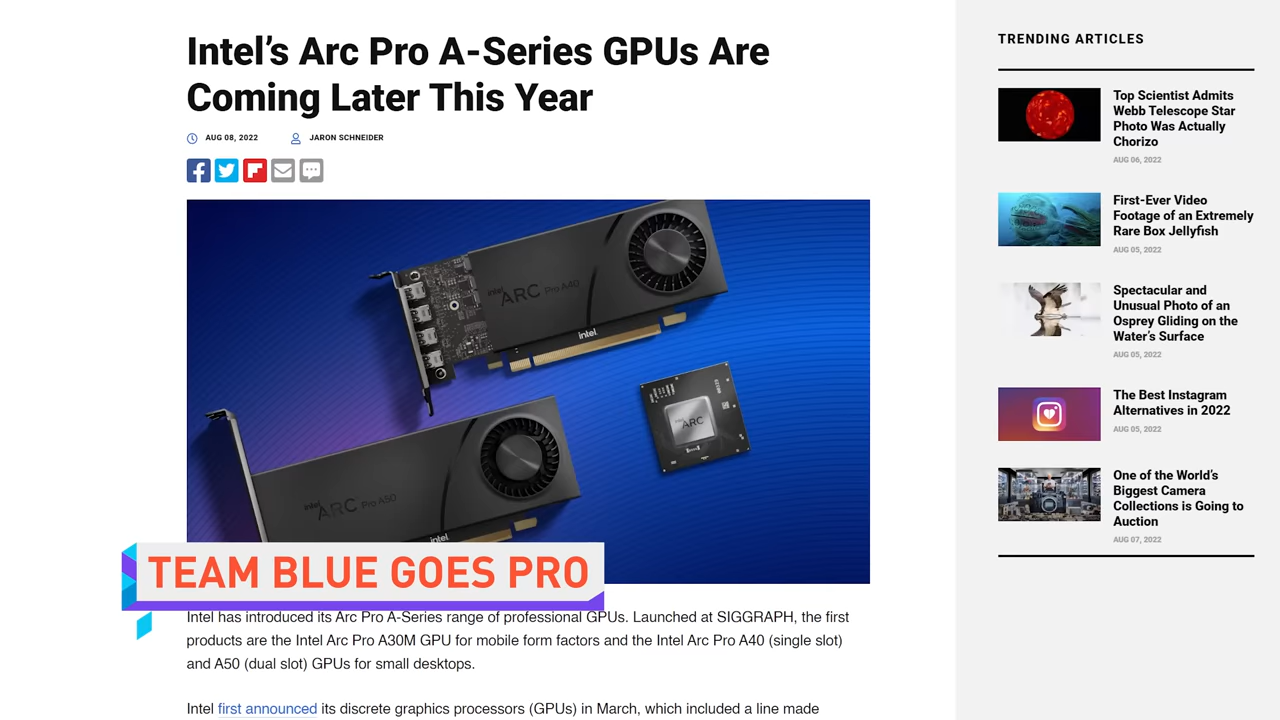 Intel’s Arc Pro A-Series GPUs Are
Coming Later This Year
AUG 08, 2022
JARON SCHNEIDER
intel
ARC Pro A40
intel
intel
ARC
intel
ARC Pro A50
intel
TEAM BLUE GOES PRO
Intel has introduced its Arc Pro A-Series range of professional GPUs. Launched at SIGGRAPH, the first
products are the Intel Arc Pro A30M GPU for mobile form factors and the Intel Arc Pro A40 (single slot)
and A50 (dual slot) GPUs for small desktops.
Intel first announced its discrete graphics processors (GPUs) in March, which included a line made
TRENDING ARTICLES
Top Scientist Admits
Webb Telescope Star
Photo Was Actually
Chorizo
AUG 06, 2022
First-Ever Video
Footage of an Extremely
Rare Box Jellyfish
AUG 05, 2022
Spectacular and
Unusual Photo of an
Osprey Gliding on the
Water’s Surface
AUG 05, 2022
The Best Instagram
Alternatives in 2022
AUG 05, 2022
One of the World’s
Biggest Camera
Collections is Going to
Auction
AUG 07, 2022